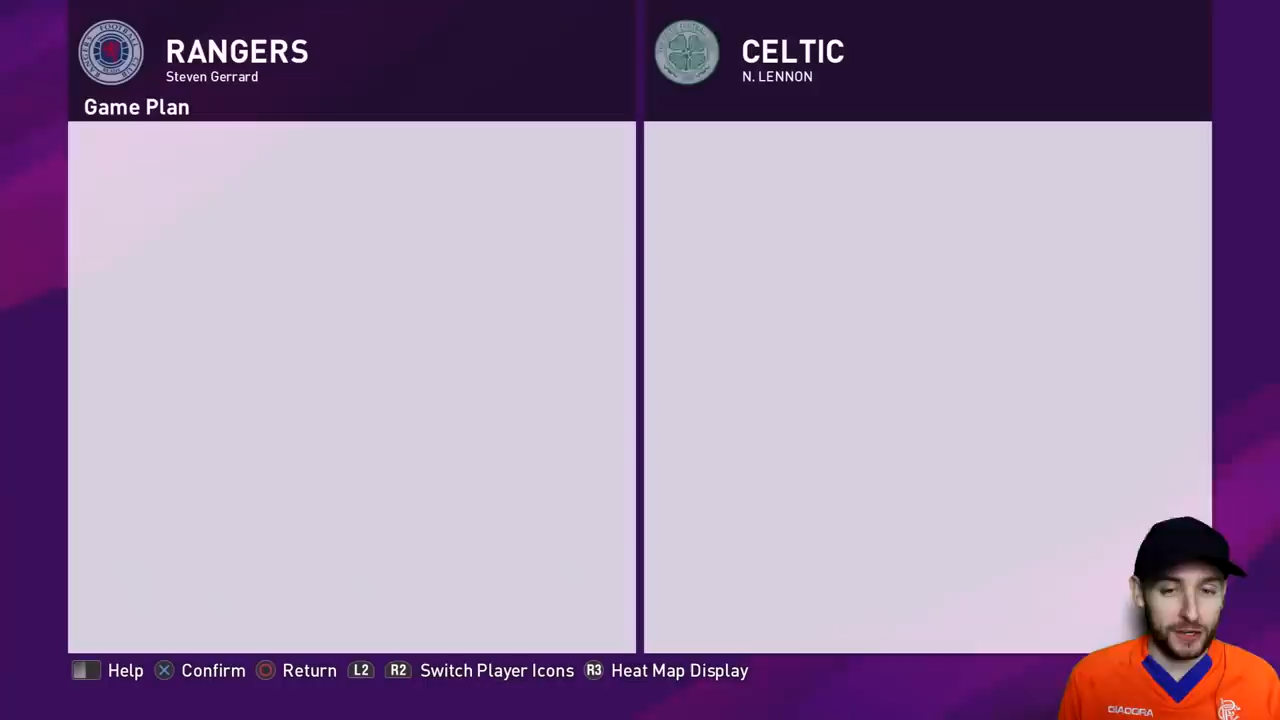 RANGERS
Steven Gerrard
Game Plan
CELTIC
N. LENNON
Help Confirm Return L2 R2 Switch Player Icons R3 Heat Map Display
DIADORA